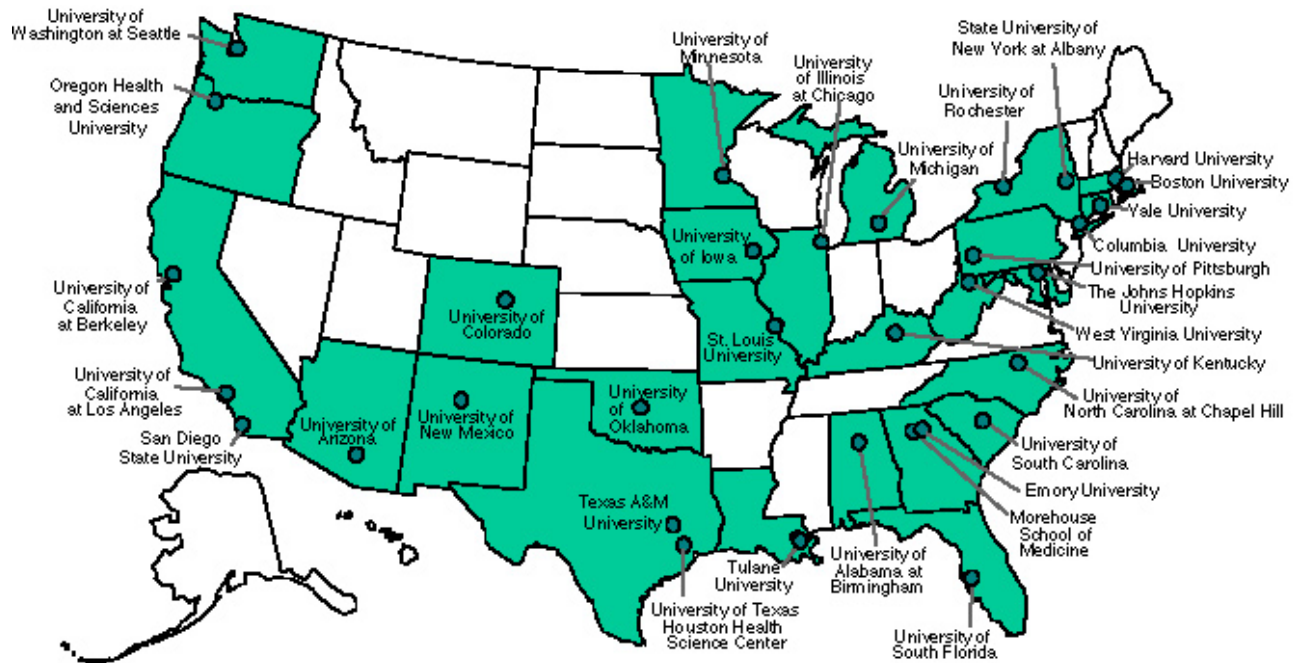 University of
Washington at Seattle
Oregon Health
and Sciences
University
University of
California
at Berkeley
University of
California
at Los Angeles
San Diego
State University
University of
Arizona
University of
New Mexico
University of
Colorado
University
of
Oklahoma
Texas A&M
University
University of Texas
Houston Health
Science Center
Tulane
University
University of
Minnesota
University
of Iowa
St. Louis
University
University
of Illinois
at Chicago
University of
Michigan
State University of
New York at Albany
University of
Rochester
Harvard University
Boston University
Yale University
Columbia University
University of Pittsburgh
The Johns Hopkins
University
West Virginia University
University of Kentucky
University of
North Carolina at Chapel Hill
University of
South Carolina
Emory University
Morehouse
School of
Medicine
University of
Alabama at
Birmingham
University of
South Florida